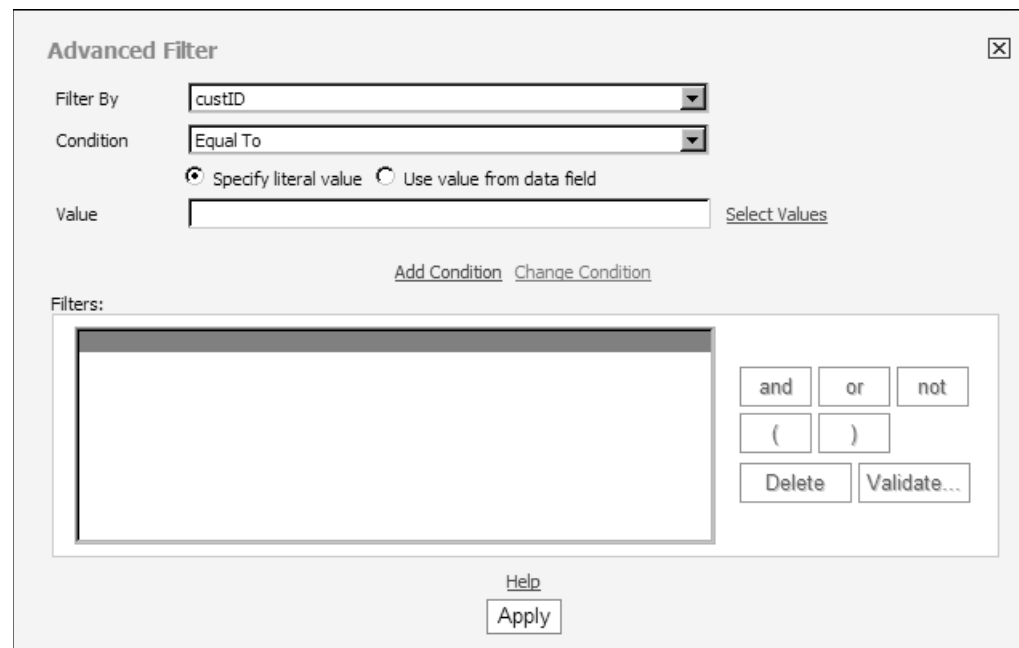 Advanced Filter
Filter By custID
Condition Equal To
Specify literal value Use value from data field
Value Select Values
Add Condition Change Condition
Filters:
and or not
( )
Delete Validate...
Help
Apply